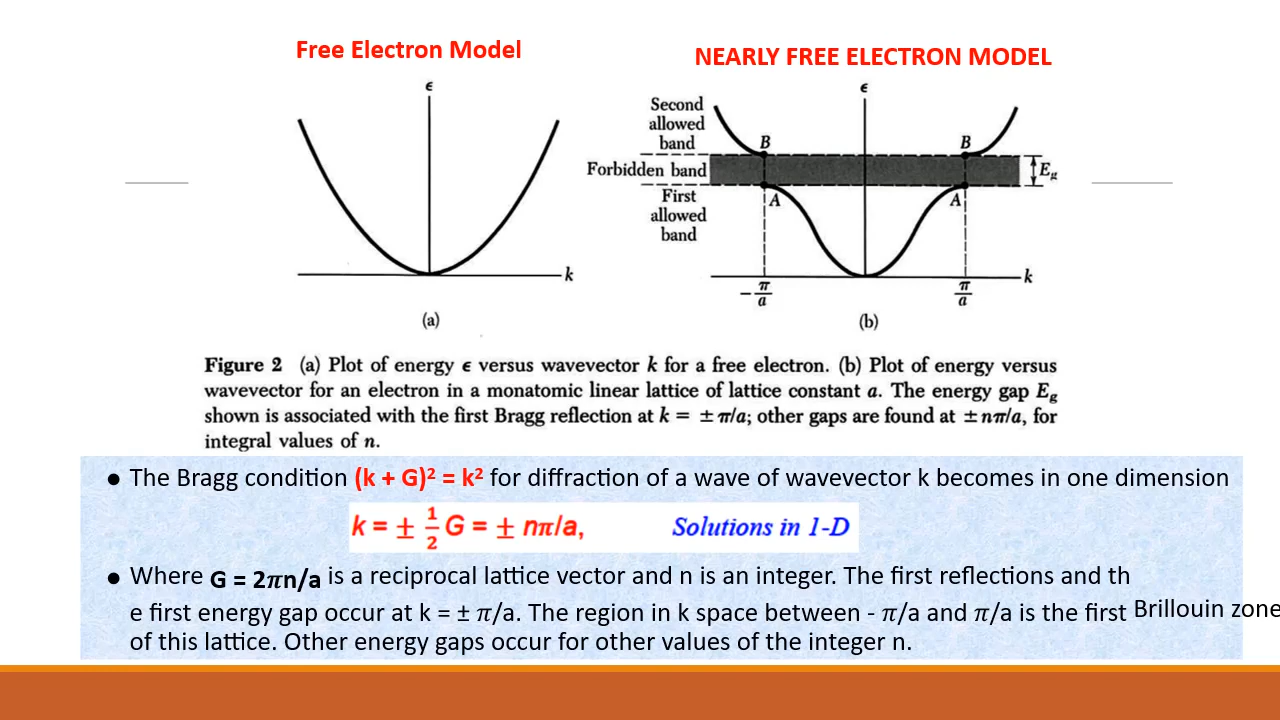 Free Electron Model
NEARLY FREE ELECTRON MODEL
ϵ
k
(a)
ϵ
Second
allowed
band
B
B
Forbidden band
E_g
First
allowed
band
A
A
k
−π/a
π/a
(b)
Figure 2 (a) Plot of energy ϵ versus wavevector k for a free electron. (b) Plot of energy versus
wavevector for an electron in a monatomic linear lattice of lattice constant a. The energy gap E_g
shown is associated with the first Bragg reflection at k = ±π/a; other gaps are found at ±nπ/a, for
integral values of n.
● The Bragg condition (k + G)² = k² for diffraction of a wave of wavevector k becomes in one dimension
k = ± ½ G = ± nπ/a, Solutions in 1-D
● Where G = 2πn/a is a reciprocal lattice vector and n is an integer. The first reflections and th
e first energy gap occur at k = ± π/a. The region in k space between - π/a and π/a is the first Brillouin zone
of this lattice. Other energy gaps occur for other values of the integer n.